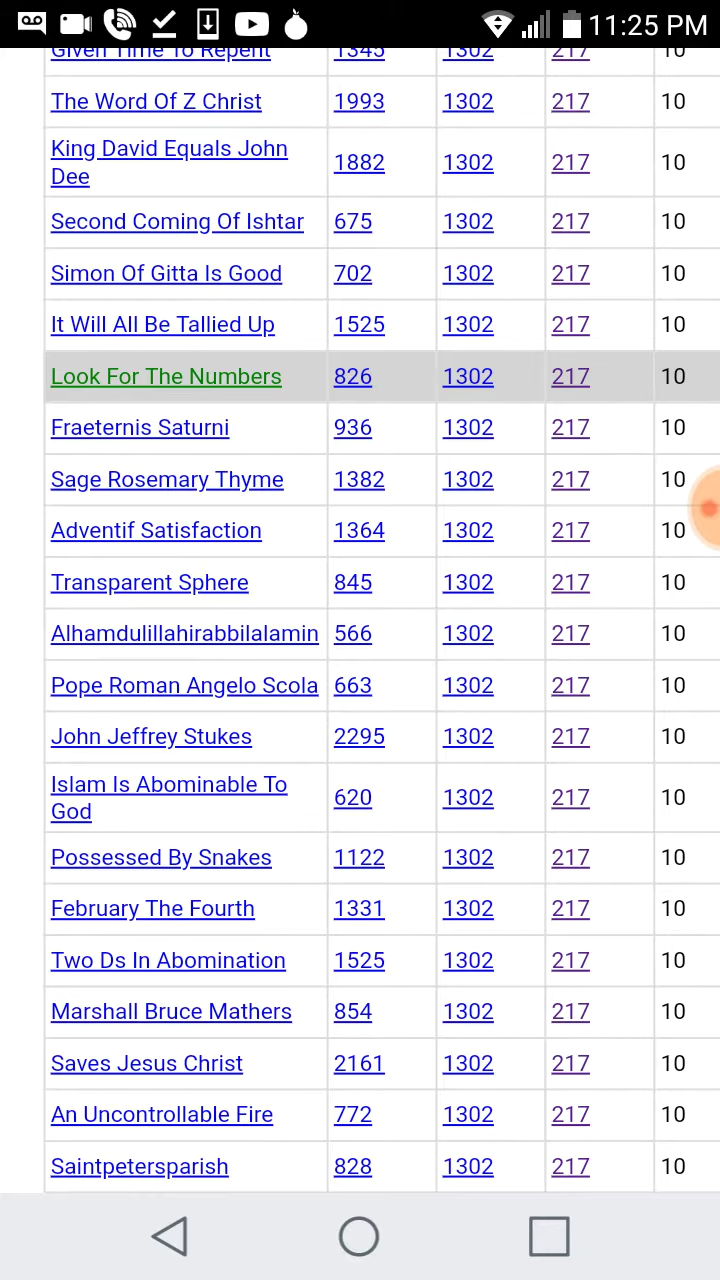 11:25 PM
Given Time To Repent 1345 1302 217 10
The Word Of Z Christ 1993 1302 217 10
King David Equals John
Dee 1882 1302 217 10
Second Coming Of Ishtar 675 1302 217 10
Simon Of Gitta Is Good 702 1302 217 10
It Will All Be Tallied Up 1525 1302 217 10
Look For The Numbers 826 1302 217 10
Fraeternis Saturni 936 1302 217 10
Sage Rosemary Thyme 1382 1302 217 10
Adventif Satisfaction 1364 1302 217 10
Transparent Sphere 845 1302 217 10
Alhamdulillahirabbilalamin 566 1302 217 10
Pope Roman Angelo Scola 663 1302 217 10
John Jeffrey Stukes 2295 1302 217 10
Islam Is Abominable To
God 620 1302 217 10
Possessed By Snakes 1122 1302 217 10
February The Fourth 1331 1302 217 10
Two Ds In Abomination 1525 1302 217 10
Marshall Bruce Mathers 854 1302 217 10
Saves Jesus Christ 2161 1302 217 10
An Uncontrollable Fire 772 1302 217 10
Saintpetersparish 828 1302 217 10